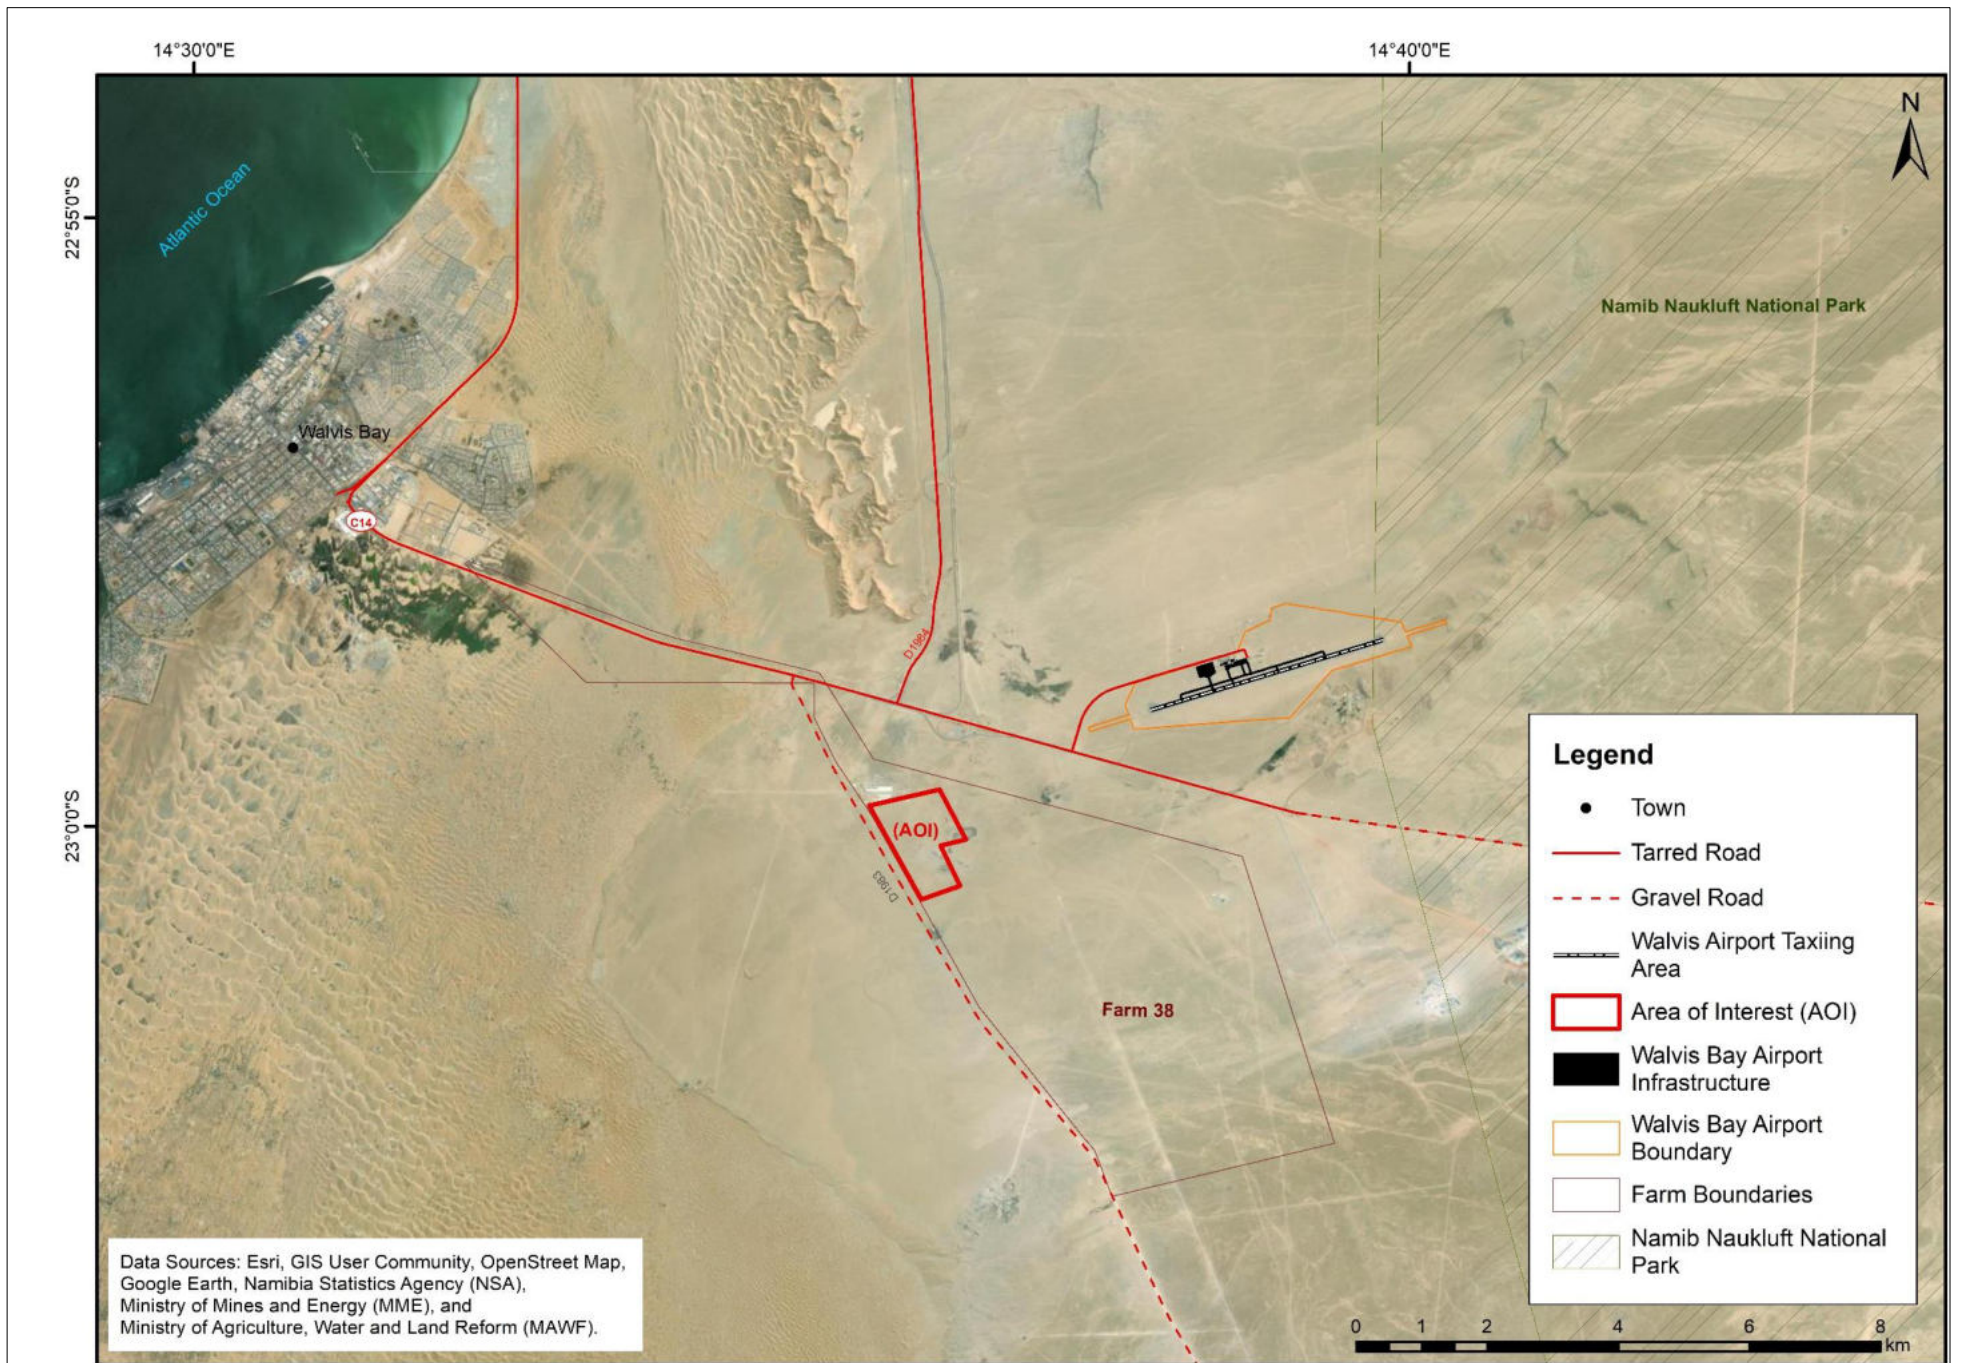 14°30'0"E
14°40'0"E
N
22°55'0"S
Atlantic Ocean
Namib Naukluft National Park
Walvis Bay
C14
D1984
23°0'0"S
(AOI)
D1983
Farm 38
Legend
Town
Tarred Road
Gravel Road
Walvis Airport Taxiing
Area
Area of Interest (AOI)
Walvis Bay Airport
Infrastructure
Walvis Bay Airport
Boundary
Farm Boundaries
Namib Naukluft National
Park
Data Sources: Esri, GIS User Community, OpenStreet Map,
Google Earth, Namibia Statistics Agency (NSA),
Ministry of Mines and Energy (MME), and
Ministry of Agriculture, Water and Land Reform (MAWF).
0 1 2 4 6 8
km